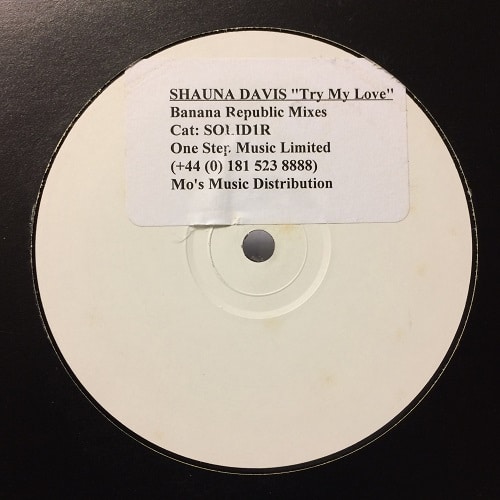 SHAUNA DAVIS "Try My Love"
Banana Republic Mixes
Cat: SOLID1R
One Step Music Limited
(+44 (0) 181 523 8888)
Mo's Music Distribution